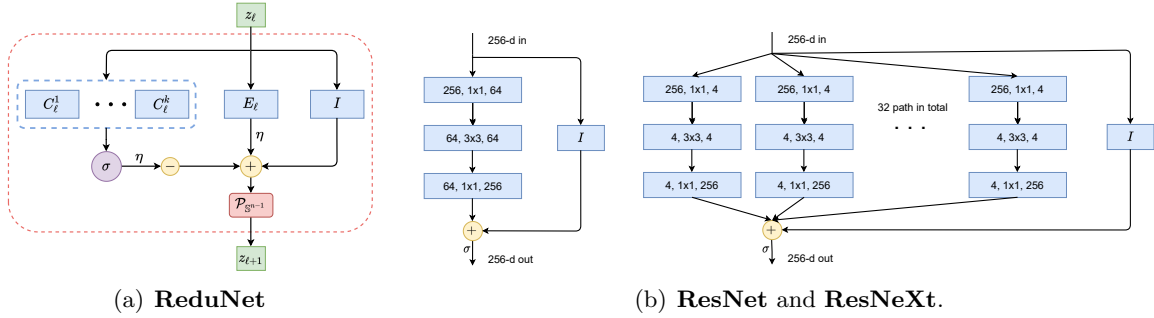 z_ℓ
C_ℓ^1 • • • C_ℓ^k
E_ℓ
I
η
σ
η
−
+
P_{S^{n−1}}
z_{ℓ+1}
(a) ReduNet
256-d in
256, 1x1, 64
64, 3x3, 64
I
64, 1x1, 256
+
σ
256-d out
256-d in
256, 1x1, 4
256, 1x1, 4
256, 1x1, 4
32 path in total
• • •
4, 3x3, 4
4, 3x3, 4
4, 3x3, 4
I
4, 1x1, 256
4, 1x1, 256
4, 1x1, 256
+
σ
256-d out
(b) ResNet and ResNeXt.